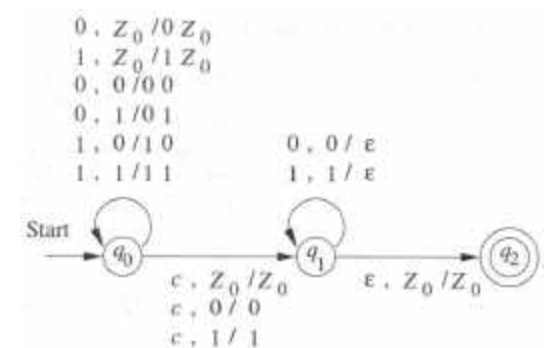 0 , Z₀ / 0 Z₀
1 , Z₀ / 1 Z₀
0 , 0 / 0 0
0 , 1 / 0 1
1 , 0 / 1 0
1 , 1 / 1 1
0 , 0 / ε
1 , 1 / ε
Start
q₀
q₁
q₂
c , Z₀ / Z₀
c , 0 / 0
c , 1 / 1
ε , Z₀ / Z₀